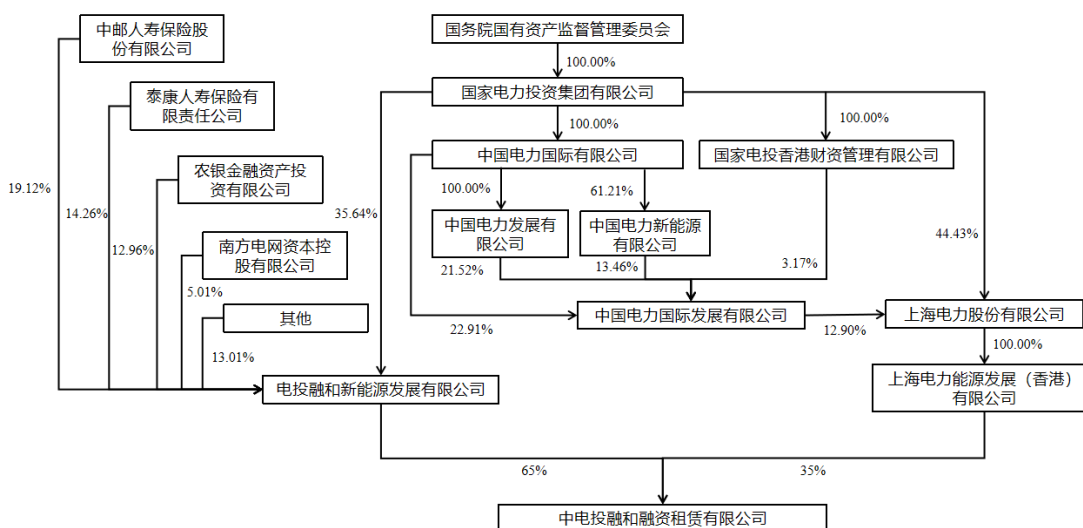 中邮人寿保险股
份有限公司
国务院国有资产监督管理委员会
100.00%
泰康人寿保险有
限责任公司
国家电力投资集团有限公司
100.00%
100.00%
中国电力国际有限公司
国家电投香港财资管理有限公司
农银金融资产投
资有限公司
19.12%
14.26%
12.96%
35.64%
100.00%
61.21%
44.43%
中国电力发展有
限公司
中国电力新能源
有限公司
南方电网资本控
股有限公司
21.52%
13.46%
3.17%
5.01%
其他
中国电力国际发展有限公司
上海电力股份有限公司
22.91%
12.90%
13.01%
100.00%
电投融和新能源发展有限公司
上海电力能源发展（香港）
有限公司
65%
35%
中电投融和融资租赁有限公司